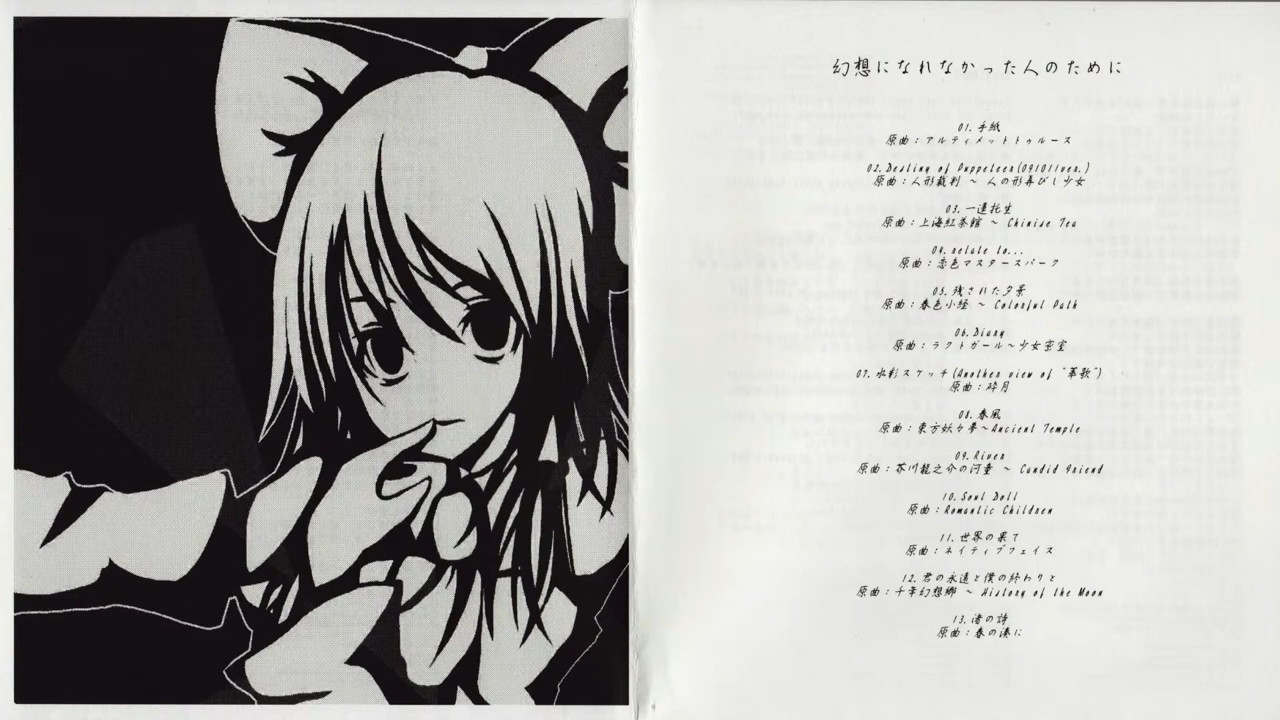 幻想になれなかった人のために
01.手紙
原曲：アルティメットトゥルース
02.Destiny of Puppeteer(091011ver.)
原曲：人形裁判 ～ 人の形弄びし少女
03.一蓮托生
原曲：上海紅茶館 ～ Chinise Tea
04.relate to...
原曲：恋色マスタースパーク
05.残された夕景
原曲：春色小径 ～ Colorful Path
06.Diary
原曲：ラクトガール～少女密室
07.水彩スケッチ(Another view of "華歌")
原曲：砕月
08.春風
原曲：東方妖々夢～Ancient Temple
09.River
原曲：芥川龍之介の河童 ～ Candid Friend
10.Soul Doll
原曲：Romantic Children
11.世界の果て
原曲：ネイティブフェイス
12.君の永遠と僕の終わりと
原曲：千年幻想郷 ～ History of the Moon
13.渚の詩
原曲：春の湊に